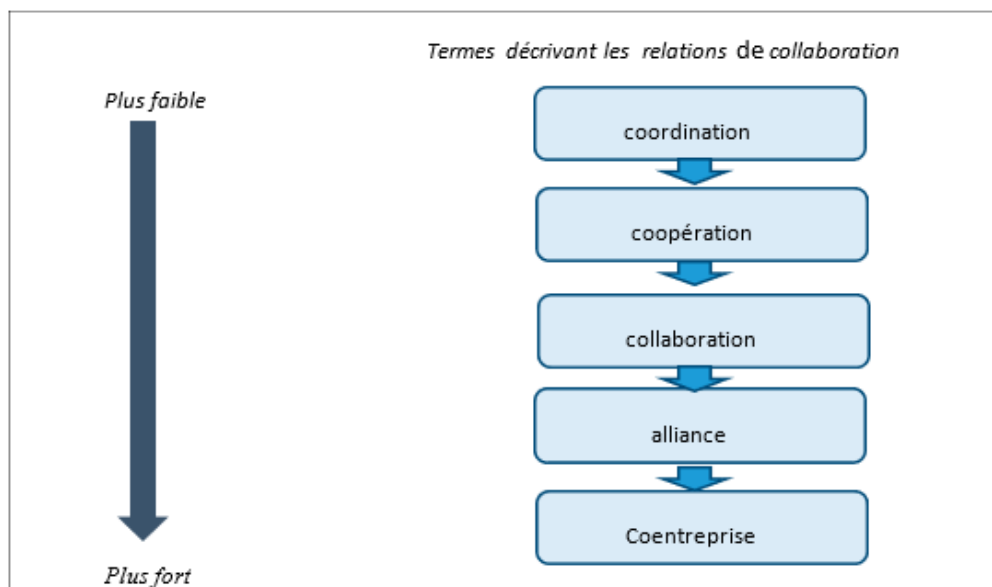 Termes décrivant les relations de collaboration
Plus faible
coordination
coopération
collaboration
alliance
Coentreprise
Plus fort